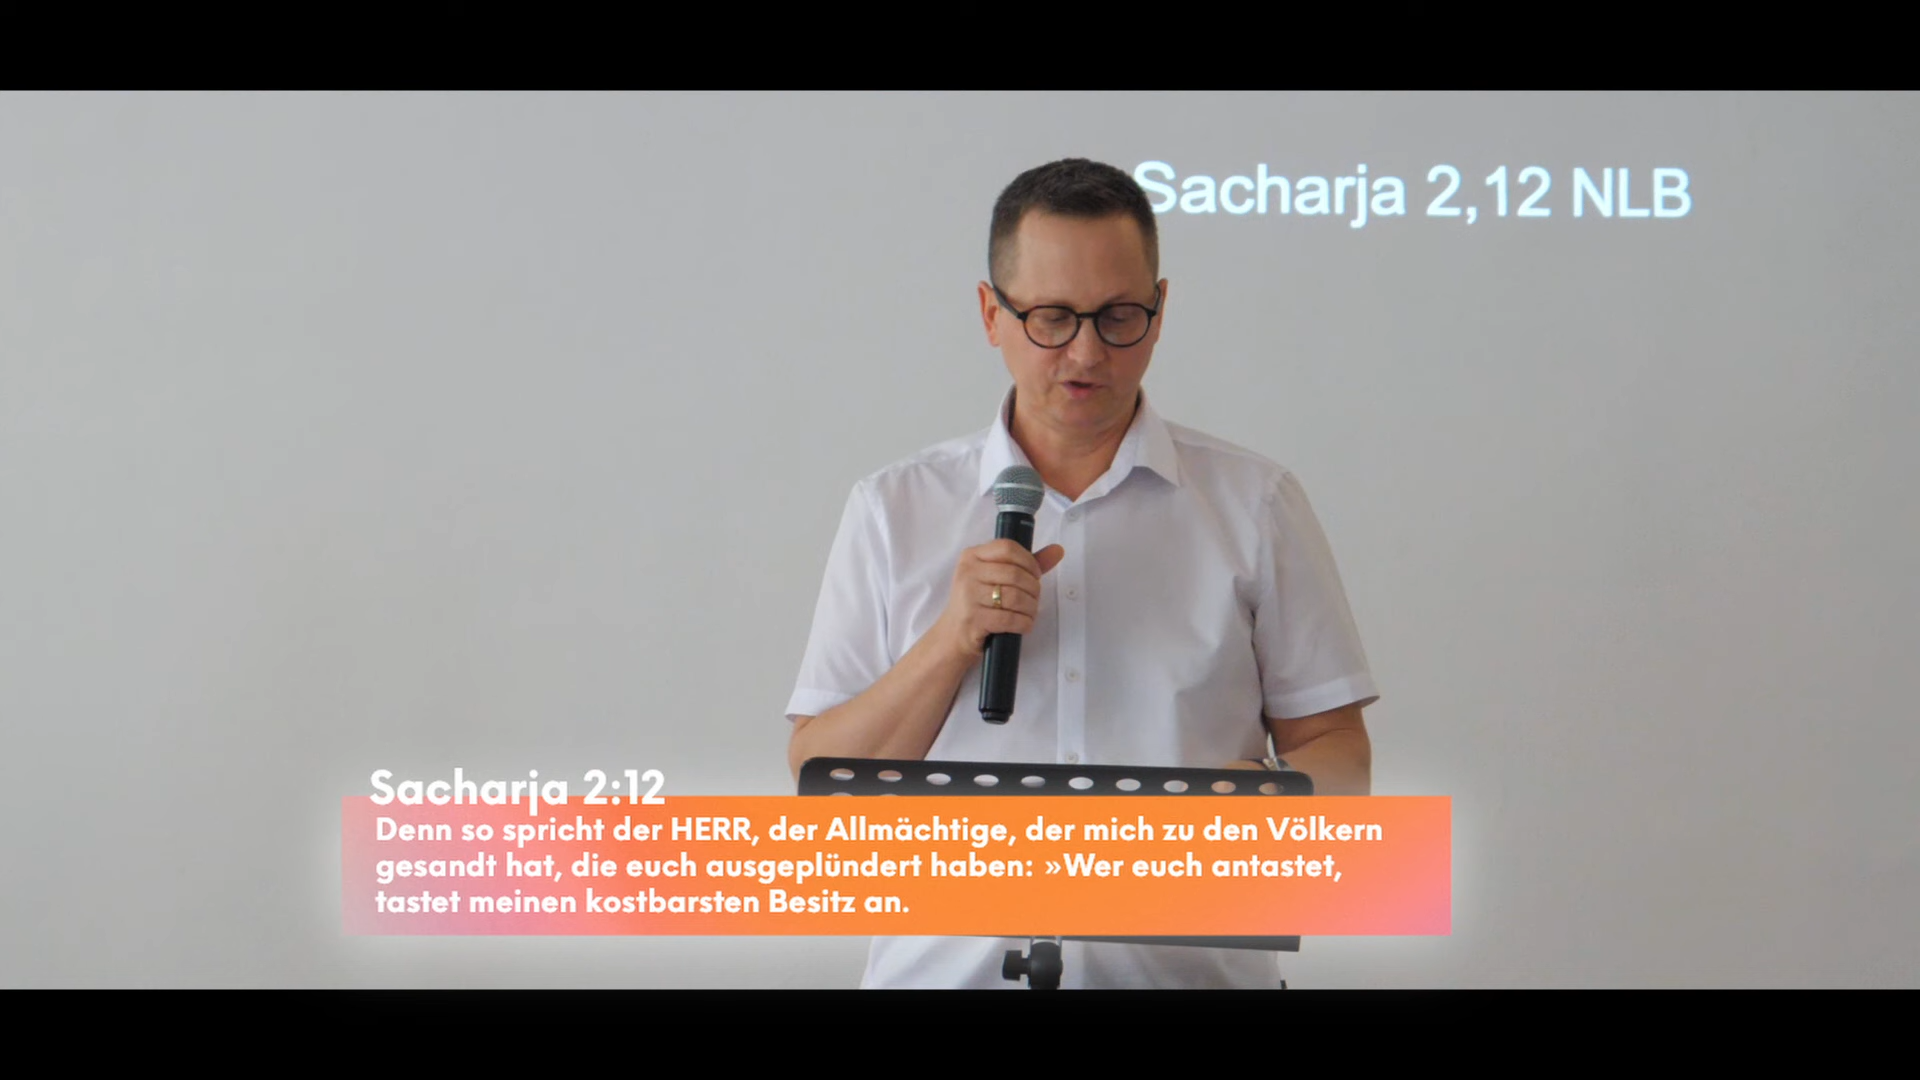 Sacharja 2,12 NLB
Sacharja 2:12
Denn so spricht der HERR, der Allmächtige, der mich zu den Völkern
gesandt hat, die euch ausgeplündert haben: »Wer euch antastet,
tastet meinen kostbarsten Besitz an.